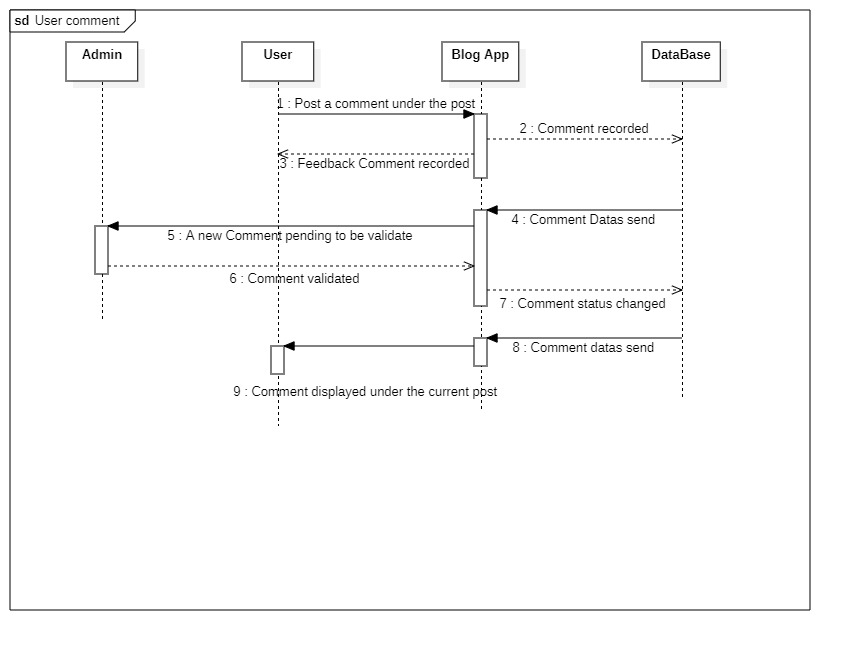 sd User comment
Admin
User
Blog App
DataBase
1 : Post a comment under the post
2 : Comment recorded
3 : Feedback Comment recorded
4 : Comment Datas send
5 : A new Comment pending to be validate
6 : Comment validated
7 : Comment status changed
8 : Comment datas send
9 : Comment displayed under the current post